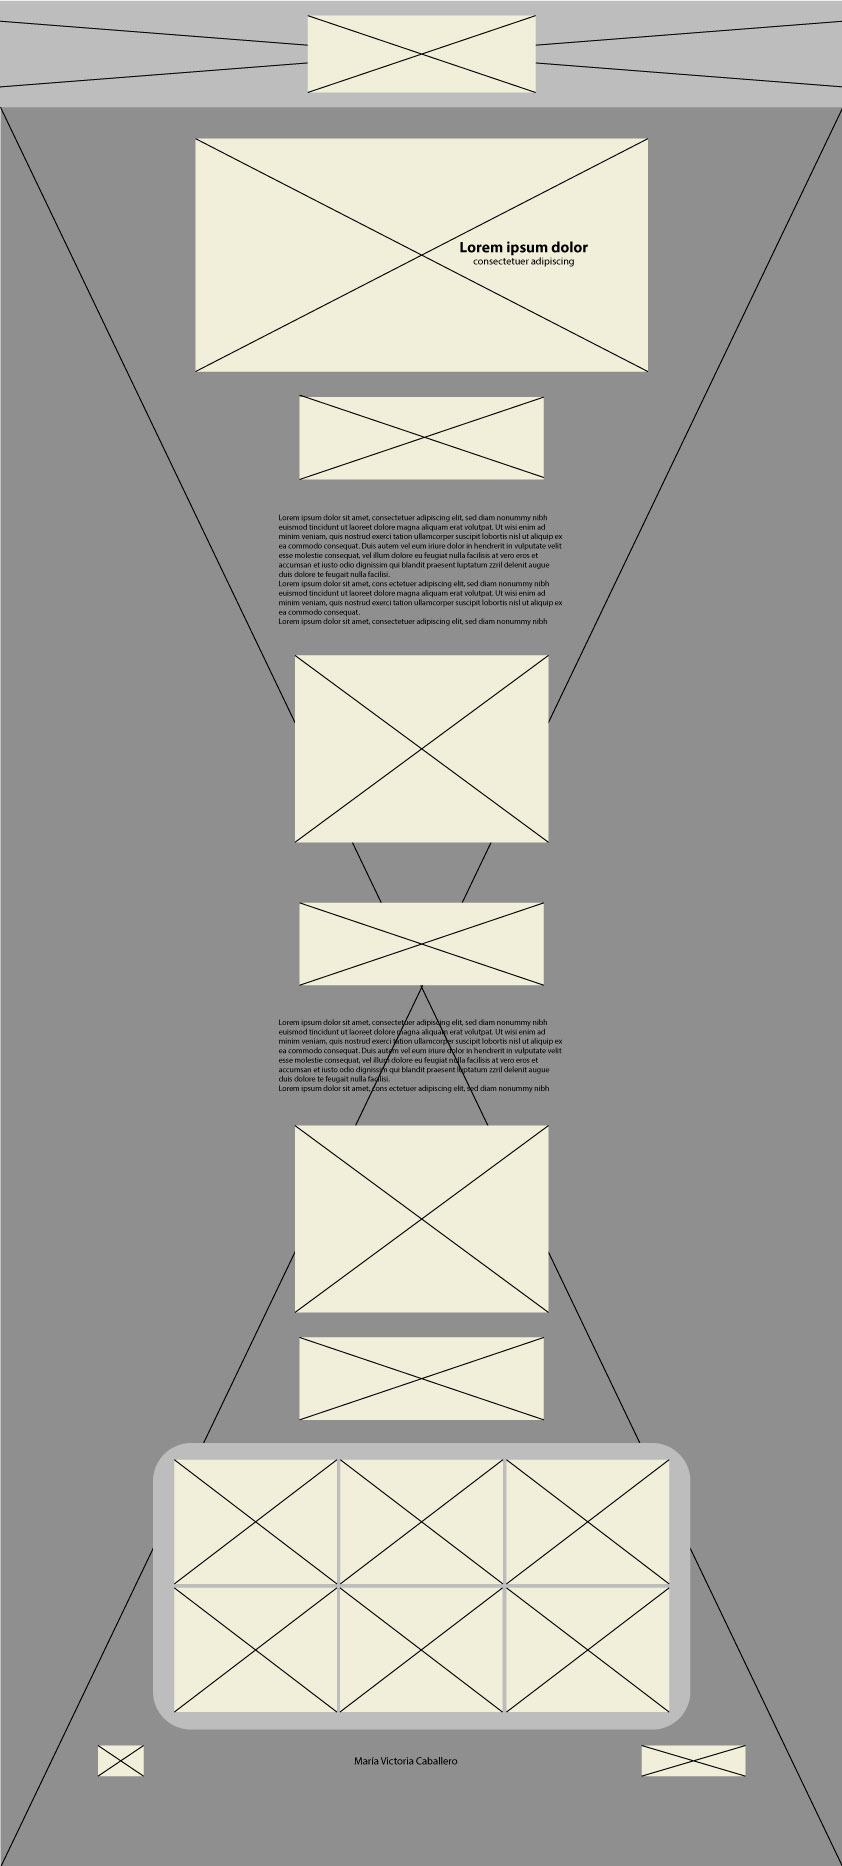 Lorem ipsum dolor
consectetuer adipiscing
Lorem ipsum dolor sit amet, consectetuer adipiscing elit, sed diam nonummy nibh
euismod tincidunt ut laoreet dolore magna aliquam erat volutpat. Ut wisi enim ad
minim veniam, quis nostrud exerci tation ullamcorper suscipit lobortis nisl ut aliquip ex
ea commodo consequat. Duis autem vel eum iriure dolor in hendrerit in vulputate velit
esse molestie consequat, vel illum dolore eu feugiat nulla facilisis at vero eros et
accumsan et iusto odio dignissim qui blandit praesent luptatum zzril delenit augue
duis dolore te feugait nulla facilisi.
Lorem ipsum dolor sit amet, cons ectetuer adipiscing elit, sed diam nonummy nibh
euismod tincidunt ut laoreet dolore magna aliquam erat volutpat. Ut wisi enim ad
minim veniam, quis nostrud exerci tation ullamcorper suscipit lobortis nisl ut aliquip ex
ea commodo consequat.
Lorem ipsum dolor sit amet, consectetuer adipiscing elit, sed diam nonummy nibh
Lorem ipsum dolor sit amet, consectetuer adipiscing elit, sed diam nonummy nibh
euismod tincidunt ut laoreet dolore magna aliquam erat volutpat. Ut wisi enim ad
minim veniam, quis nostrud exerci tation ullamcorper suscipit lobortis nisl ut aliquip ex
ea commodo consequat. Duis autem vel eum iriure dolor in hendrerit in vulputate velit
esse molestie consequat, vel illum dolore eu feugiat nulla facilisis at vero eros et
accumsan et iusto odio dignissim qui blandit praesent luptatum zzril delenit augue
duis dolore te feugait nulla facilisi.
Lorem ipsum dolor sit amet, cons ectetuer adipiscing elit, sed diam nonummy nibh
María Victoria Caballero